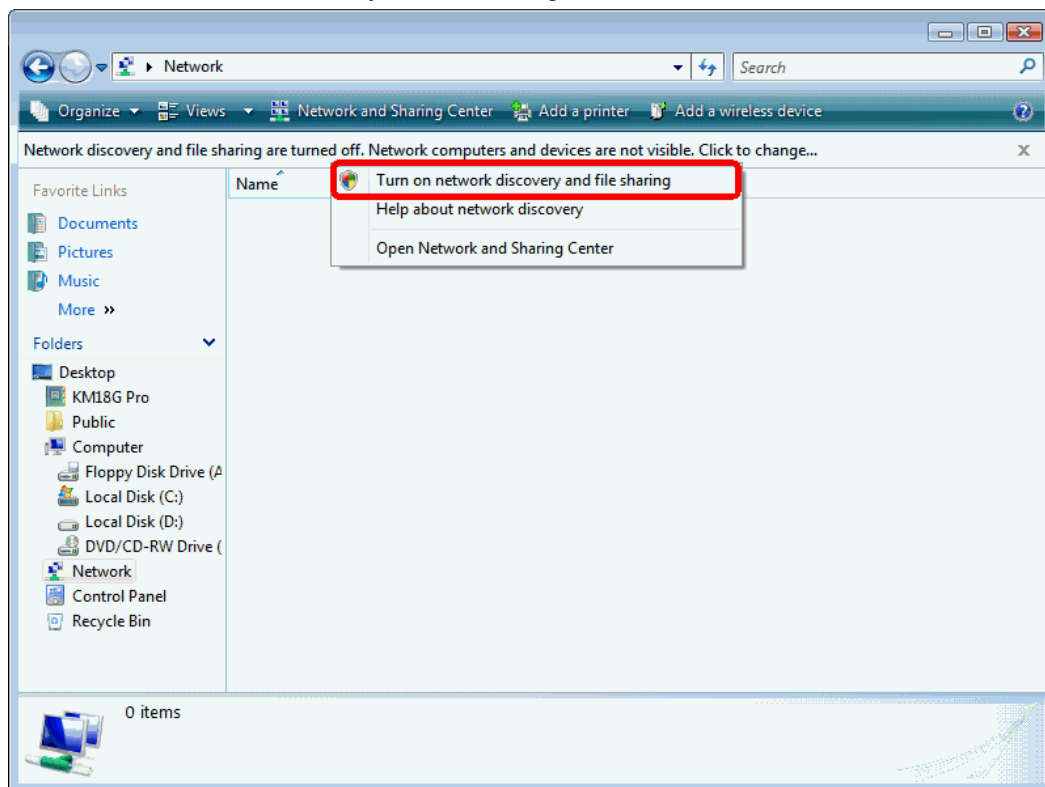 Network
Search
Organize Views Network and Sharing Center Add a printer Add a wireless device
Network discovery and file sharing are turned off. Network computers and devices are not visible. Click to change...
Turn on network discovery and file sharing
Help about network discovery
Open Network and Sharing Center
Name
Favorite Links
Documents
Pictures
Music
More »
Folders
Desktop
KM18G Pro
Public
Computer
Floppy Disk Drive (A
Local Disk (C:)
Local Disk (D:)
DVD/CD-RW Drive (
Network
Control Panel
Recycle Bin
0 items